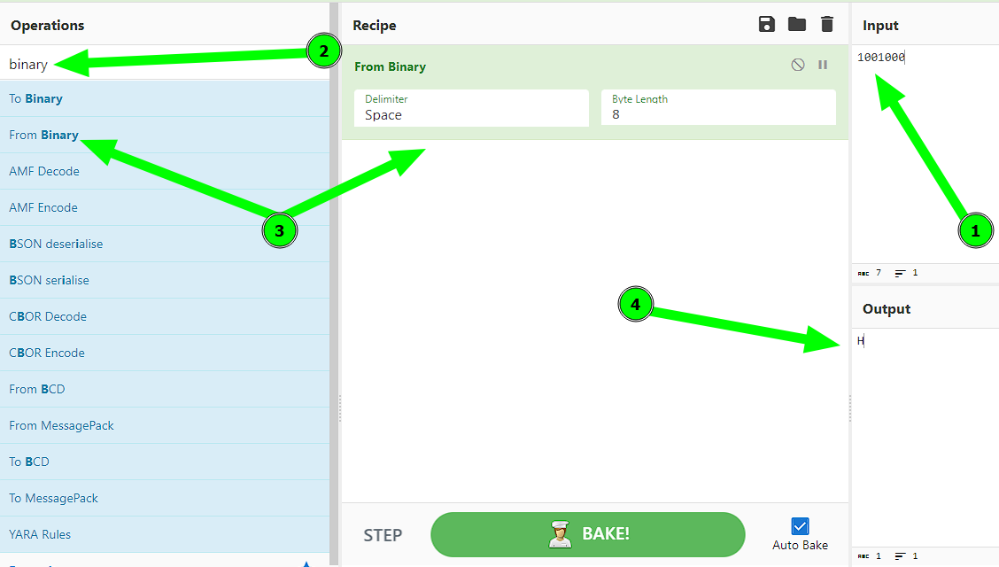 Operations
binary
2
To Binary
From Binary
AMF Decode
AMF Encode
BSON deserialise
BSON serialise
CBOR Decode
CBOR Encode
From BCD
From MessagePack
To BCD
To MessagePack
YARA Rules
3
Recipe
From Binary
Delimiter
Space
Byte Length
8
4
STEP
BAKE!
Auto Bake
Input
1001000
1
ABC 7 1
Output
H
ABC 1 1